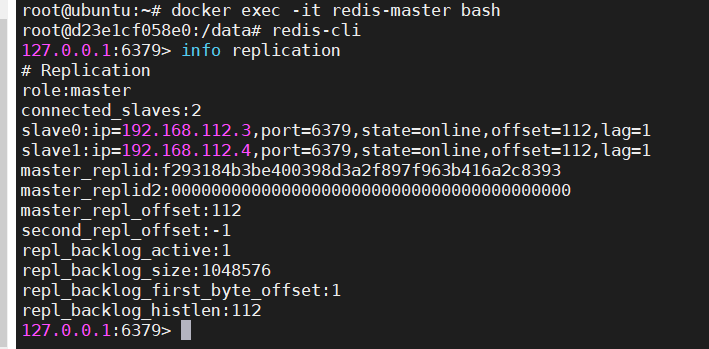 root@ubuntu:~# docker exec -it redis-master bash
root@d23e1cf058e0:/data# redis-cli
127.0.0.1:6379> info replication
# Replication
role:master
connected_slaves:2
slave0:ip=192.168.112.3,port=6379,state=online,offset=112,lag=1
slave1:ip=192.168.112.4,port=6379,state=online,offset=112,lag=1
master_replid:f293184b3be400398d3a2f897f963b416a2c8393
master_replid2:0000000000000000000000000000000000000000
master_repl_offset:112
second_repl_offset:-1
repl_backlog_active:1
repl_backlog_size:1048576
repl_backlog_first_byte_offset:1
repl_backlog_histlen:112
127.0.0.1:6379>